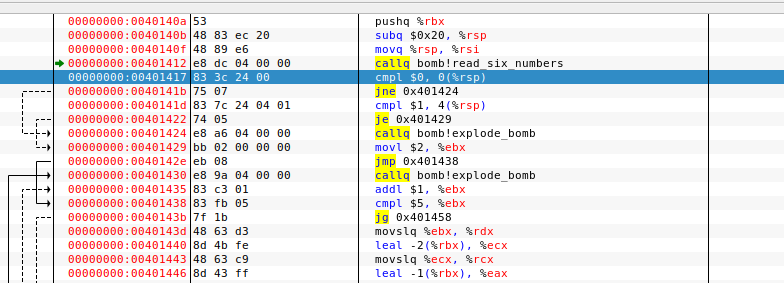 00000000:0040140a 53 pushq %rbx
00000000:0040140b 48 83 ec 20 subq $0x20, %rsp
00000000:0040140f 48 89 e6 movq %rsp, %rsi
00000000:00401412 e8 dc 04 00 00 callq bomb!read_six_numbers
00000000:00401417 83 3c 24 00 cmpl $0, 0(%rsp)
00000000:0040141b 75 07 jne 0x401424
00000000:0040141d 83 7c 24 04 01 cmpl $1, 4(%rsp)
00000000:00401422 74 05 je 0x401429
00000000:00401424 e8 a6 04 00 00 callq bomb!explode_bomb
00000000:00401429 bb 02 00 00 00 movl $2, %ebx
00000000:0040142e eb 08 jmp 0x401438
00000000:00401430 e8 9a 04 00 00 callq bomb!explode_bomb
00000000:00401435 83 c3 01 addl $1, %ebx
00000000:00401438 83 fb 05 cmpl $5, %ebx
00000000:0040143b 7f 1b jg 0x401458
00000000:0040143d 48 63 d3 movslq %ebx, %rdx
00000000:00401440 8d 4b fe leal -2(%rbx), %ecx
00000000:00401443 48 63 c9 movslq %ecx, %rcx
00000000:00401446 8d 43 ff leal -1(%rbx), %eax